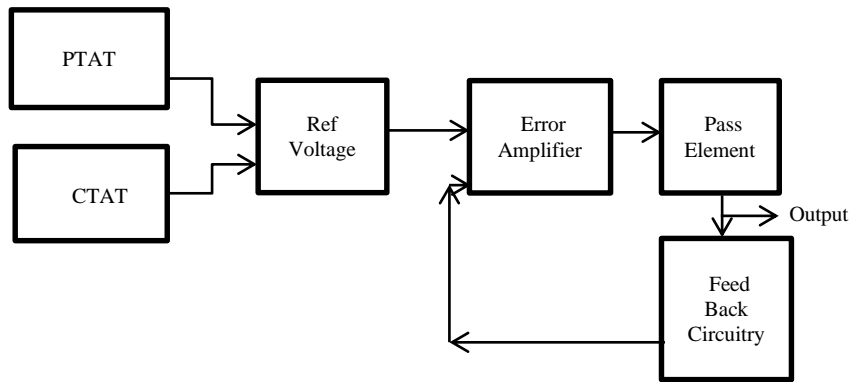 PTAT
CTAT
Ref
Voltage
Error
Amplifier
Pass
Element
Output
Feed
Back
Circuitry